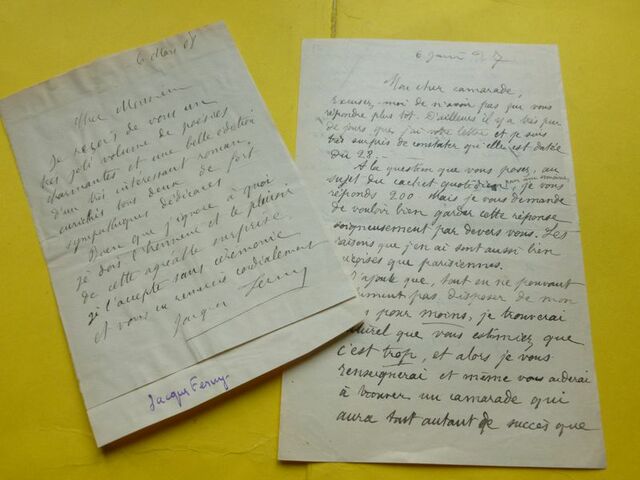 6 Mars 08
Cher Monsieur
Je reçois de vous un
très joli volume de poésies
charmantes et une belle édition
d'un très intéressant roman,
enrichis tous deux de fort
sympathiques dédicaces.
Bien que j'ignore à quoi
je dois l'honneur et le plaisir
de cette agréable surprise,
je l'accepte sans cérémonie
et vous en remercie cordialement
Jacques Ferny
Jacques Ferny
6 97
Mon cher camarade,
Excusez-moi de n'avoir pas pu vous
répondre plus tôt. D'ailleurs il y a très peu
de jours que j'ai votre lettre et je suis
très surpris de constater qu'elle est datée
du 28.
À la question que vous posez, au
sujet du cachet quotidien, je vous
réponds 200 mais je vous demande
de vouloir bien garder cette réponse
soigneusement par devers vous. Les
raisons que j'en ai sont aussi bien
que parisiennes.
J'ajoute que, tout en ne pouvant
pas disposer de mon
pour moins, je trouverai
naturel que vous estimiez que
c'est trop, et alors je vous
renseignerai et même vous aiderai
à trouver un camarade qui
aura tout autant de succès que